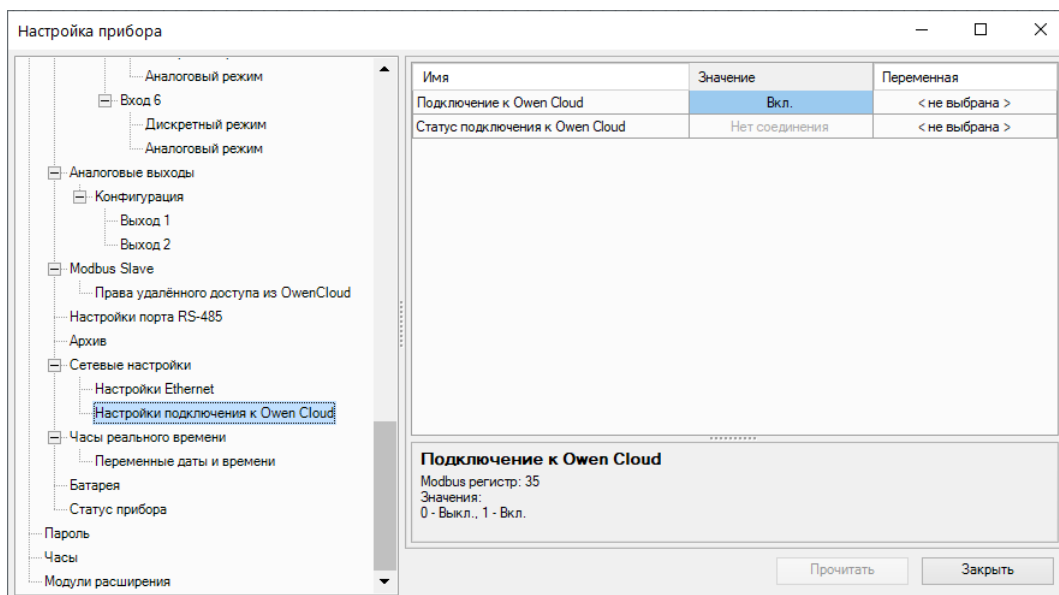 Настройка прибора
Аналоговый режим
Вход 6
Дискретный режим
Аналоговый режим
Аналоговые выходы
Конфигурация
Выход 1
Выход 2
Modbus Slave
Права удалённого доступа из OwenCloud
Настройки порта RS-485
Архив
Сетевые настройки
Настройки Ethernet
Настройки подключения к Owen Cloud
Часы реального времени
Переменные даты и времени
Батарея
Статус прибора
Пароль
Часы
Модули расширения
Имя Значение Переменная
Подключение к Owen Cloud Вкл. < не выбрана >
Статус подключения к Owen Cloud Нет соединения < не выбрана >
Подключение к Owen Cloud
Modbus регистр: 35
Значения:
0 - Выкл., 1 - Вкл.
Прочитать Закрыть